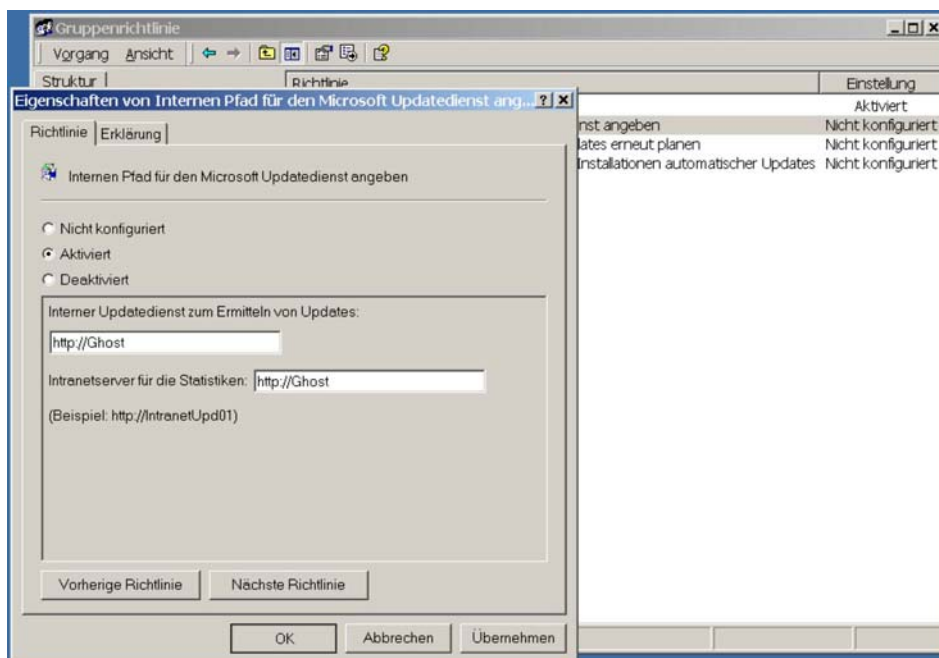 Gruppenrichtlinie
Vorgang Ansicht
Struktur Richtlinie Einstellung
Aktiviert
nst angeben Nicht konfiguriert
lates erneut planen Nicht konfiguriert
Installationen automatischer Updates Nicht konfiguriert
Eigenschaften von Internen Pfad für den Microsoft Updatedienst ang...
Richtlinie Erklärung
Internen Pfad für den Microsoft Updatedienst angeben
Nicht konfiguriert
Aktiviert
Deaktiviert
Interner Updatedienst zum Ermitteln von Updates:
http://Ghost
Intranetserver für die Statistiken: http://Ghost
(Beispiel: http://IntranetUpd01)
Vorherige Richtlinie Nächste Richtlinie
OK Abbrechen Übernehmen